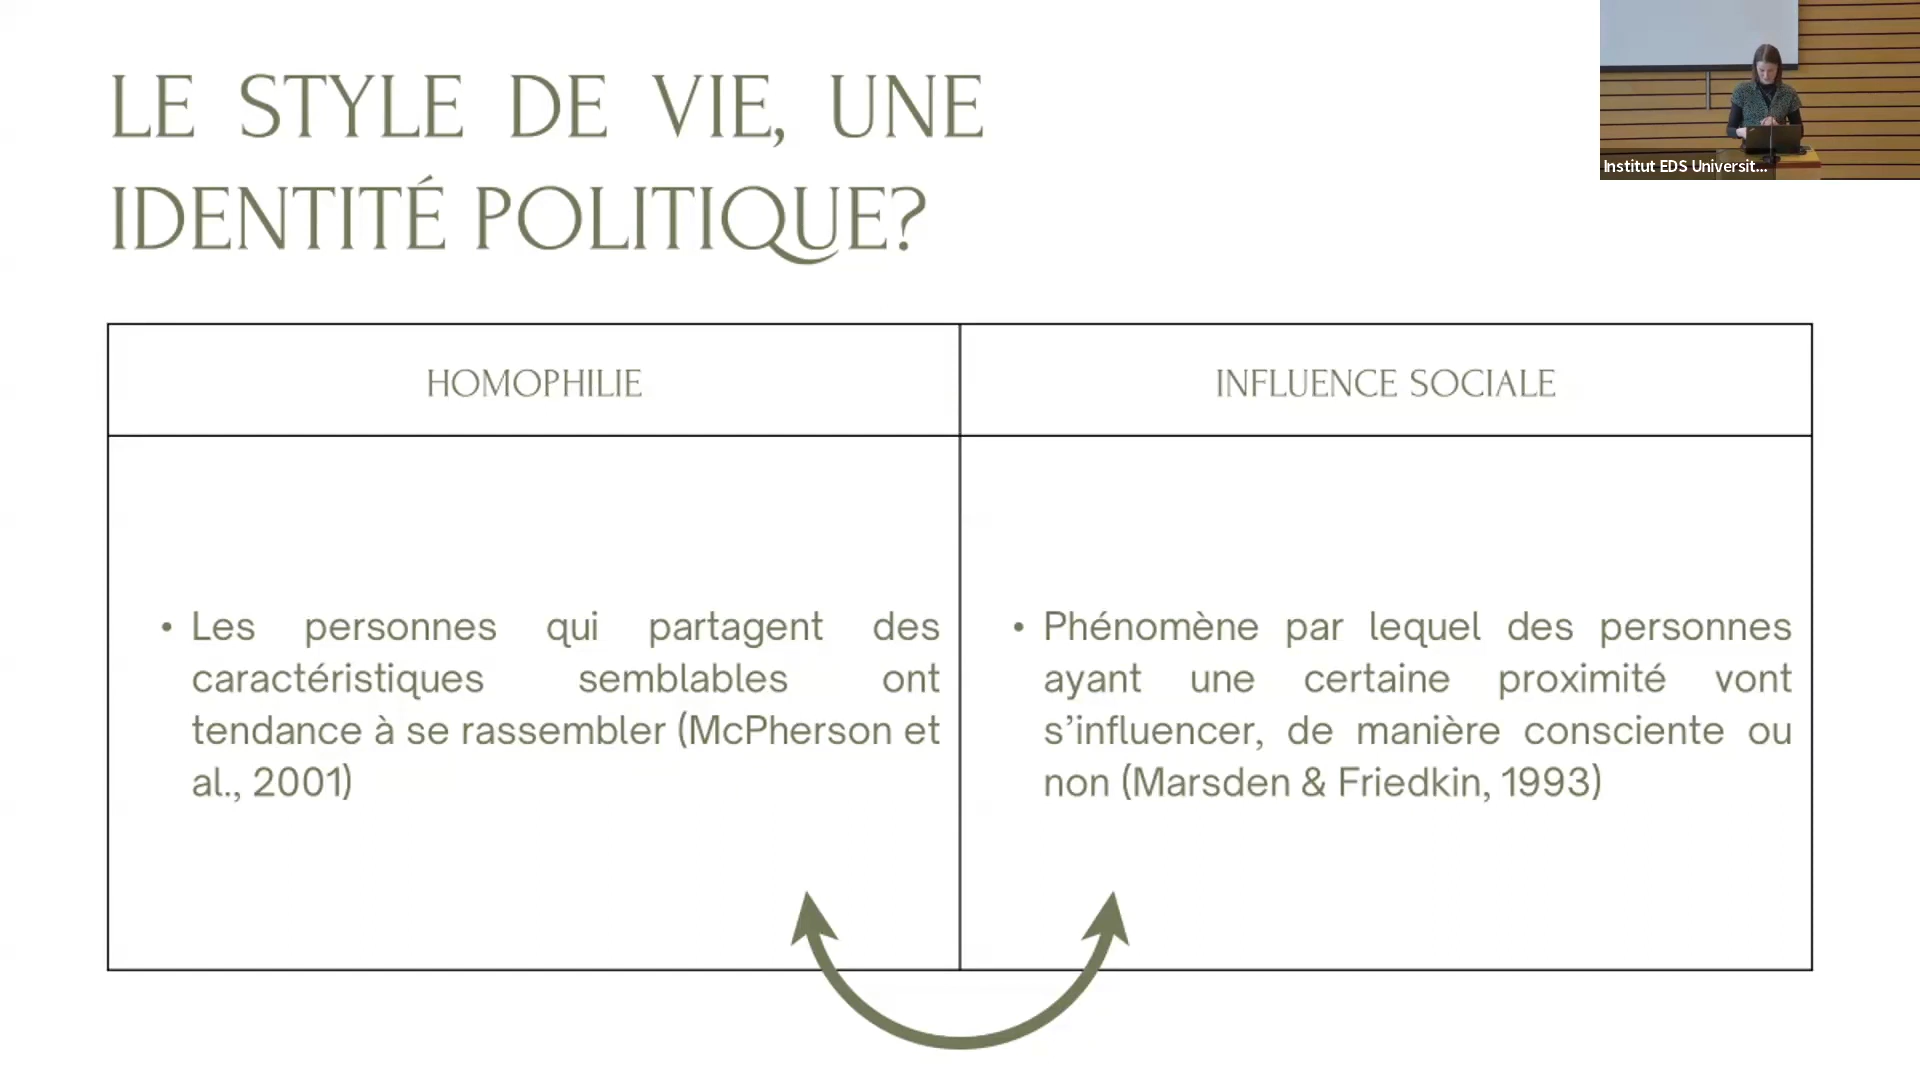 LE STYLE DE VIE, UNE
IDENTITÉ POLITIQUE?
Institut EDS Universit...
HOMOPHILIE
INFLUENCE SOCIALE
• Les personnes qui partagent des
caractéristiques semblables ont
tendance à se rassembler (McPherson et
al., 2001)
• Phénomène par lequel des personnes
ayant une certaine proximité vont
s’influencer, de manière consciente ou
non (Marsden & Friedkin, 1993)